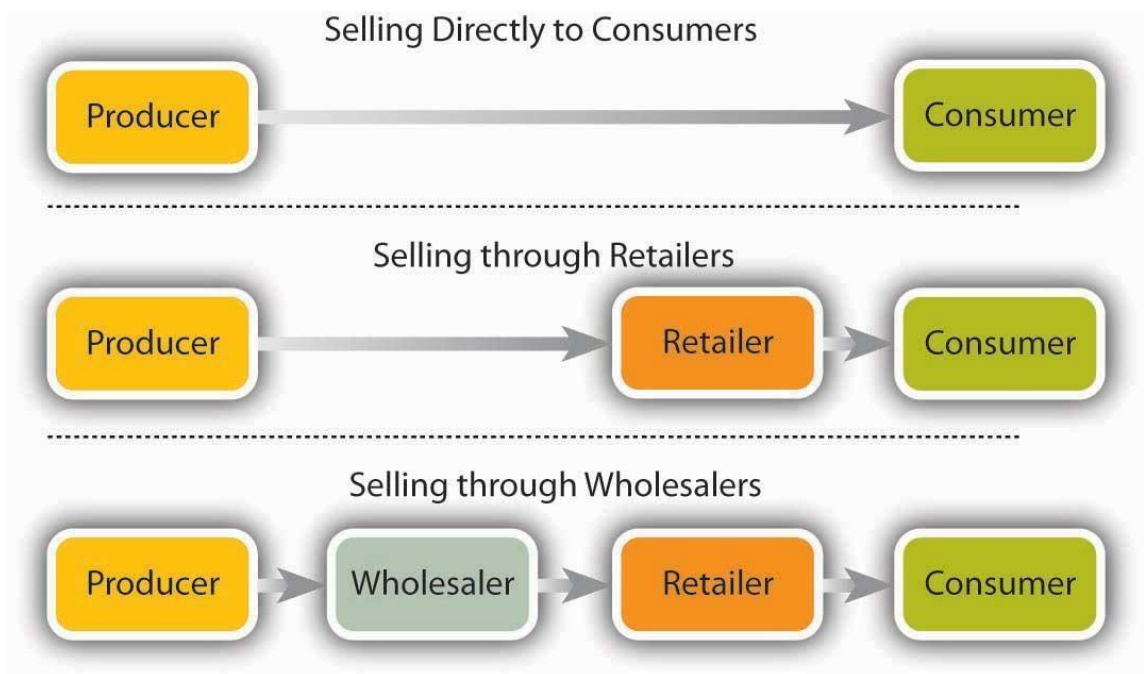 Selling Directly to Consumers
Producer Consumer
Selling through Retailers
Producer Retailer Consumer
Selling through Wholesalers
Producer Wholesaler Retailer Consumer